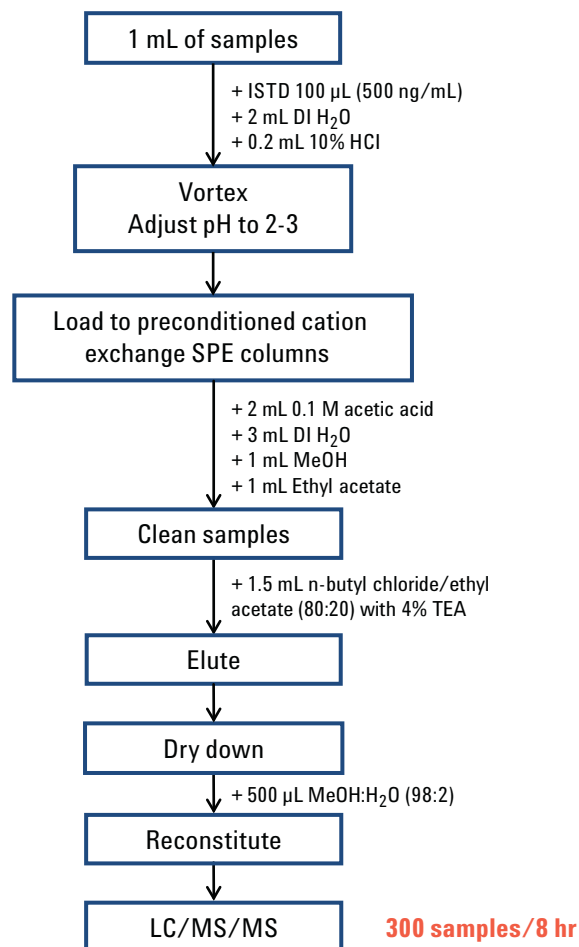 1 mL of samples
+ ISTD 100 µL (500 ng/mL)
+ 2 mL DI H₂O
+ 0.2 mL 10% HCl
Vortex
Adjust pH to 2-3
Load to preconditioned cation
exchange SPE columns
+ 2 mL 0.1 M acetic acid
+ 3 mL DI H₂O
+ 1 mL MeOH
+ 1 mL Ethyl acetate
Clean samples
+ 1.5 mL n-butyl chloride/ethyl
acetate (80:20) with 4% TEA
Elute
Dry down
+ 500 µL MeOH:H₂O (98:2)
Reconstitute
LC/MS/MS
300 samples/8 hr